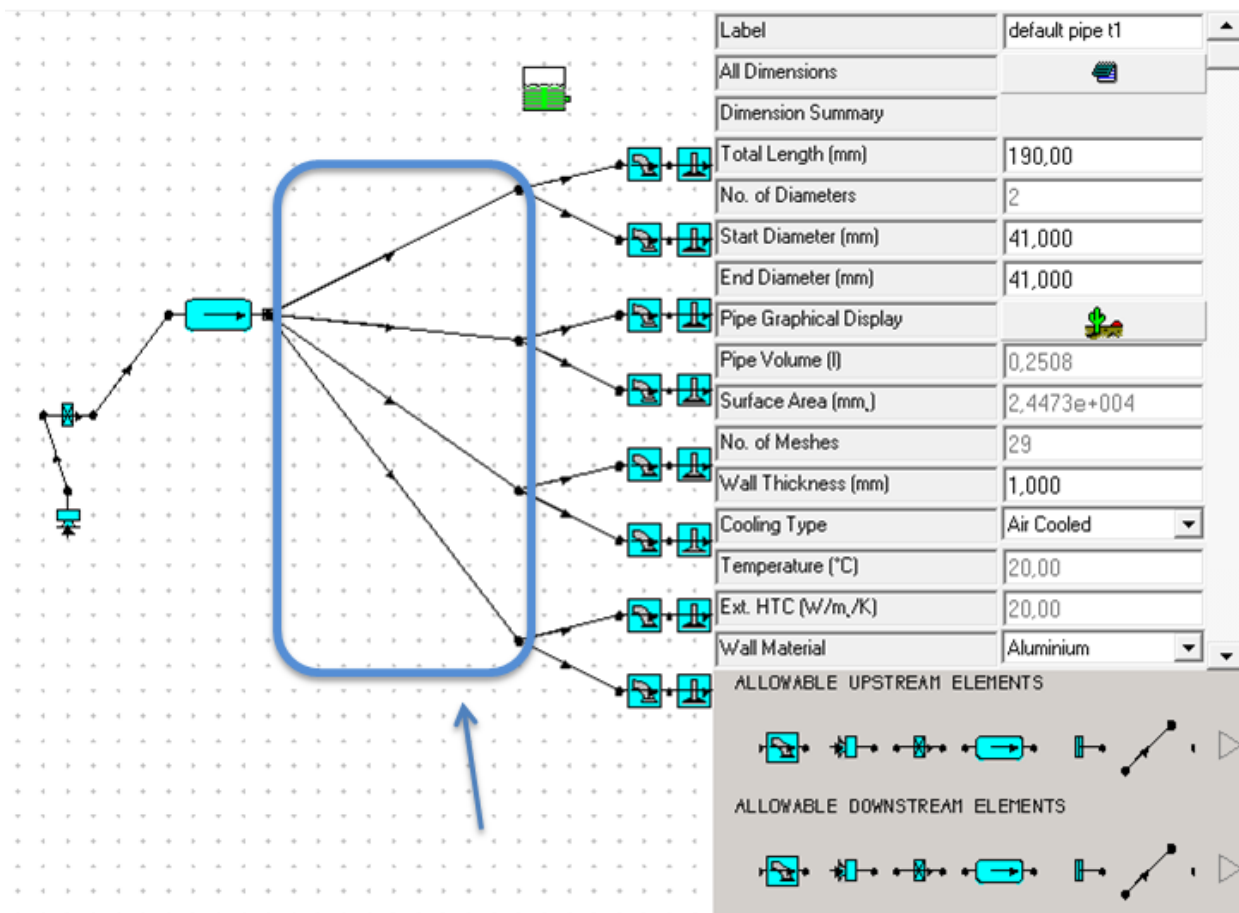 Label default pipe t1
All Dimensions
Dimension Summary
Total Length (mm) 190,00
No. of Diameters 2
Start Diameter (mm) 41,000
End Diameter (mm) 41,000
Pipe Graphical Display
Pipe Volume (l) 0,2508
Surface Area (mm,) 2,4473e+004
No. of Meshes 29
Wall Thickness (mm) 1,000
Cooling Type Air Cooled
Temperature (°C) 20,00
Ext. HTC (W/m,/K) 20,00
Wall Material Aluminium
ALLOWABLE UPSTREAM ELEMENTS
ALLOWABLE DOWNSTREAM ELEMENTS